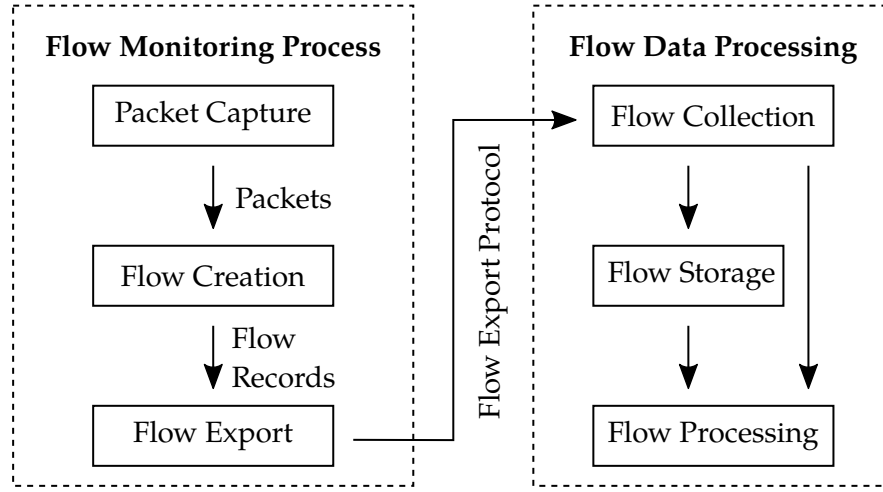 Flow Monitoring Process
Packet Capture
Packets
Flow Creation
Flow
Records
Flow Export
Flow Export Protocol
Flow Data Processing
Flow Collection
Flow Storage
Flow Processing